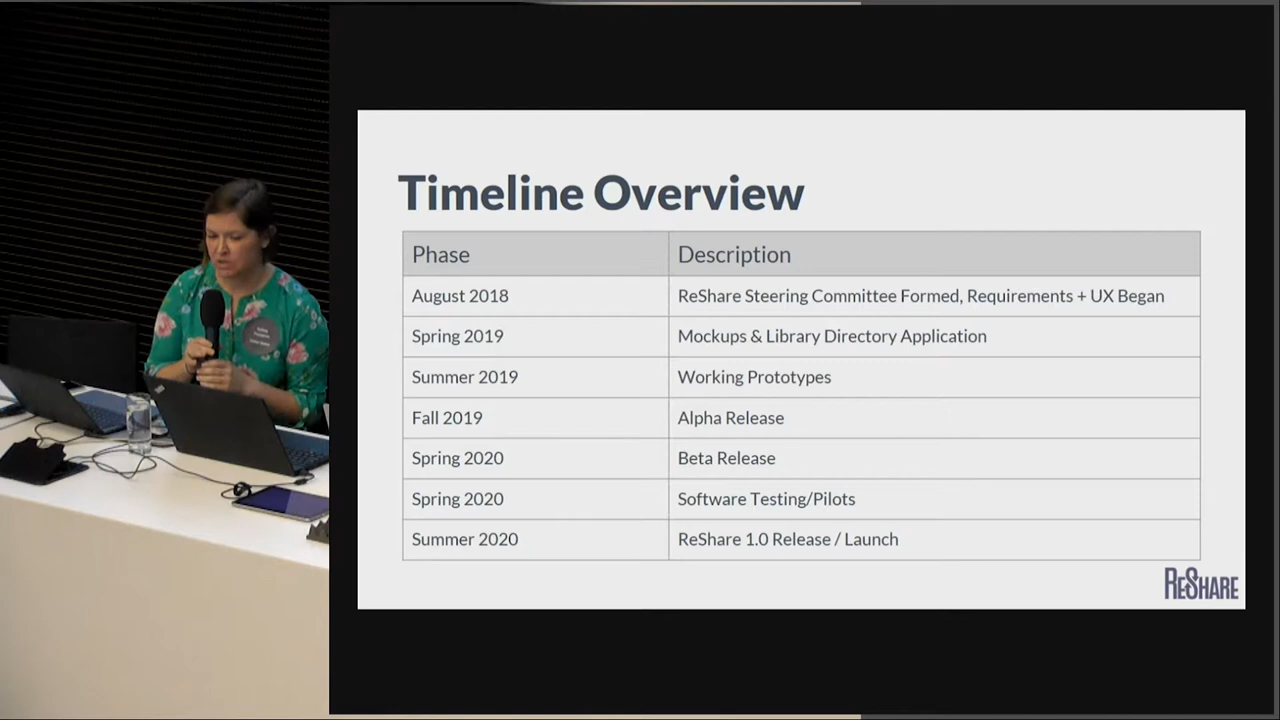 Timeline Overview
Phase Description
August 2018 ReShare Steering Committee Formed, Requirements + UX Began
Spring 2019 Mockups & Library Directory Application
Summer 2019 Working Prototypes
Fall 2019 Alpha Release
Spring 2020 Beta Release
Spring 2020 Software Testing/Pilots
Summer 2020 ReShare 1.0 Release / Launch
RESHARE